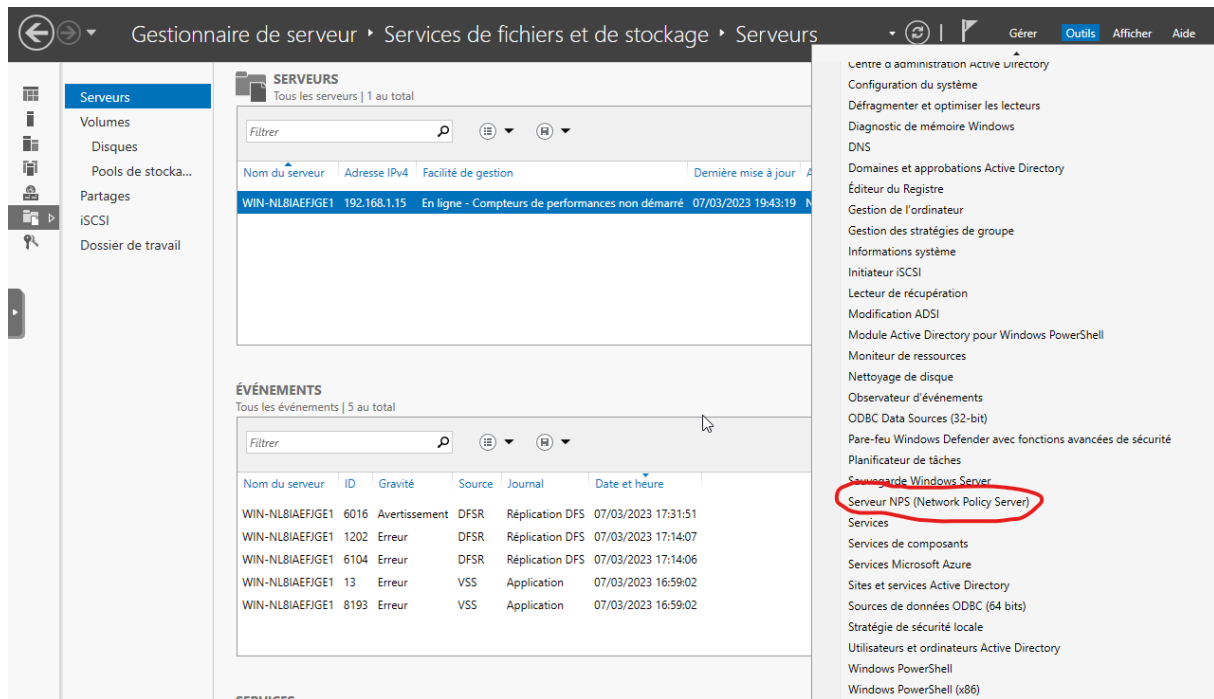 Gestionnaire de serveur ‣ Services de fichiers et de stockage ‣ Serveurs
Gérer Outils Afficher Aide
Serveurs
Volumes
Disques
Pools de stocka...
Partages
iSCSI
Dossier de travail
SERVEURS
Tous les serveurs | 1 au total
Filtrer
Nom du serveur Adresse IPv4 Facilité de gestion Dernière mise à jour A
WIN-NL8IAEFJGE1 192.168.1.15 En ligne - Compteurs de performances non démarré 07/03/2023 19:43:19 N
ÉVÉNEMENTS
Tous les événements | 5 au total
Filtrer
Nom du serveur ID Gravité Source Journal Date et heure
WIN-NL8IAEFJGE1 6016 Avertissement DFSR Réplication DFS 07/03/2023 17:31:51
WIN-NL8IAEFJGE1 1202 Erreur DFSR Réplication DFS 07/03/2023 17:14:07
WIN-NL8IAEFJGE1 6104 Erreur DFSR Réplication DFS 07/03/2023 17:14:06
WIN-NL8IAEFJGE1 13 Erreur VSS Application 07/03/2023 16:59:02
WIN-NL8IAEFJGE1 8193 Erreur VSS Application 07/03/2023 16:59:02
SERVICES
Centre d'administration Active Directory
Configuration du système
Défragmenter et optimiser les lecteurs
Diagnostic de mémoire Windows
DNS
Domaines et approbations Active Directory
Éditeur du Registre
Gestion de l'ordinateur
Gestion des stratégies de groupe
Informations système
Initiateur iSCSI
Lecteur de récupération
Modification ADSI
Module Active Directory pour Windows PowerShell
Moniteur de ressources
Nettoyage de disque
Observateur d'événements
ODBC Data Sources (32-bit)
Pare-feu Windows Defender avec fonctions avancées de sécurité
Planificateur de tâches
Sauvegarde Windows Server
Serveur NPS (Network Policy Server)
Services
Services de composants
Services Microsoft Azure
Sites et services Active Directory
Sources de données ODBC (64 bits)
Stratégie de sécurité locale
Utilisateurs et ordinateurs Active Directory
Windows PowerShell
Windows PowerShell (x86)